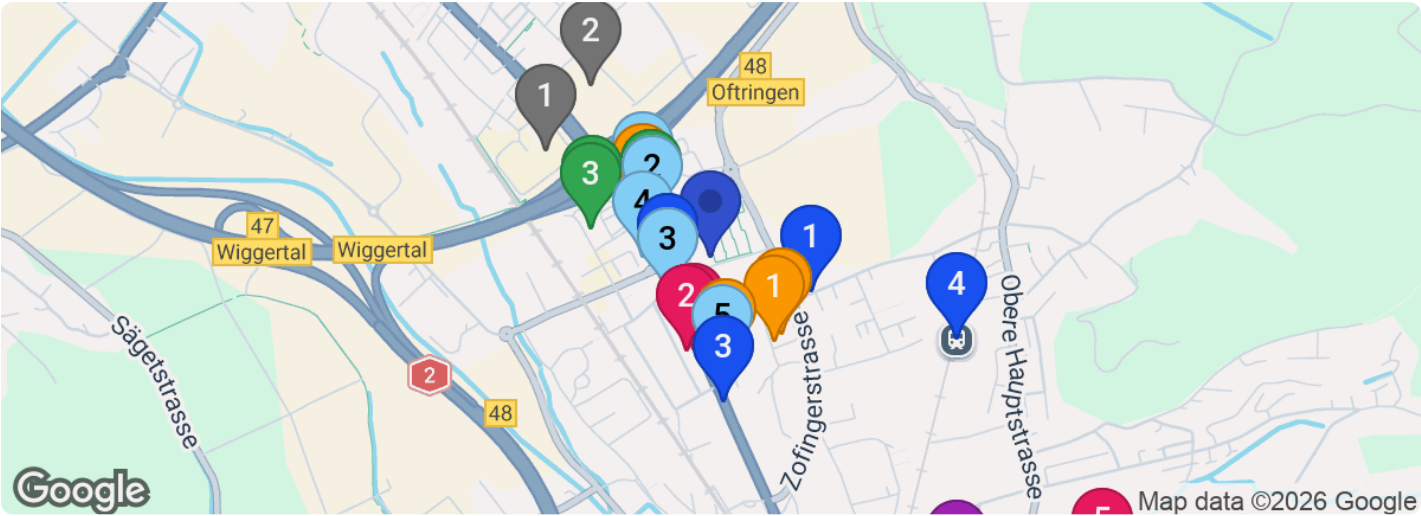 2
1
48
Oftringen
3
2
4
3
1
47
Wiggertal
Wiggertal
4
2
1
5
3
2
48
Sägetstrasse
Zofingerstrasse
Obere Hauptstrasse
5
Google
Map data ©2026 Google